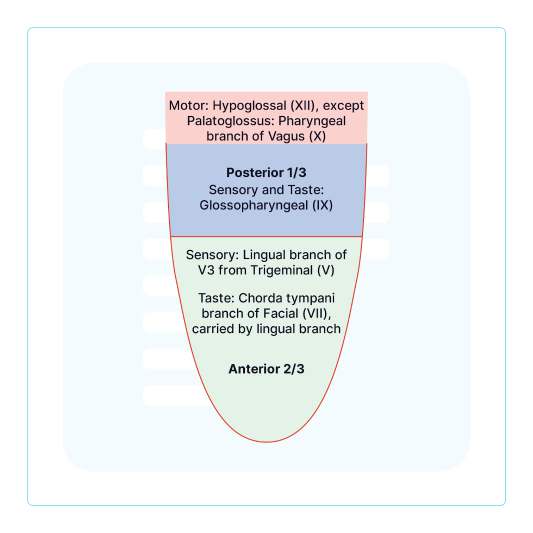 Motor: Hypoglossal (XII), except
Palatoglossus: Pharyngeal
branch of Vagus (X)
Posterior 1/3
Sensory and Taste:
Glossopharyngeal (IX)
Sensory: Lingual branch of
V3 from Trigeminal (V)
Taste: Chorda tympani
branch of Facial (VII),
carried by lingual branch
Anterior 2/3